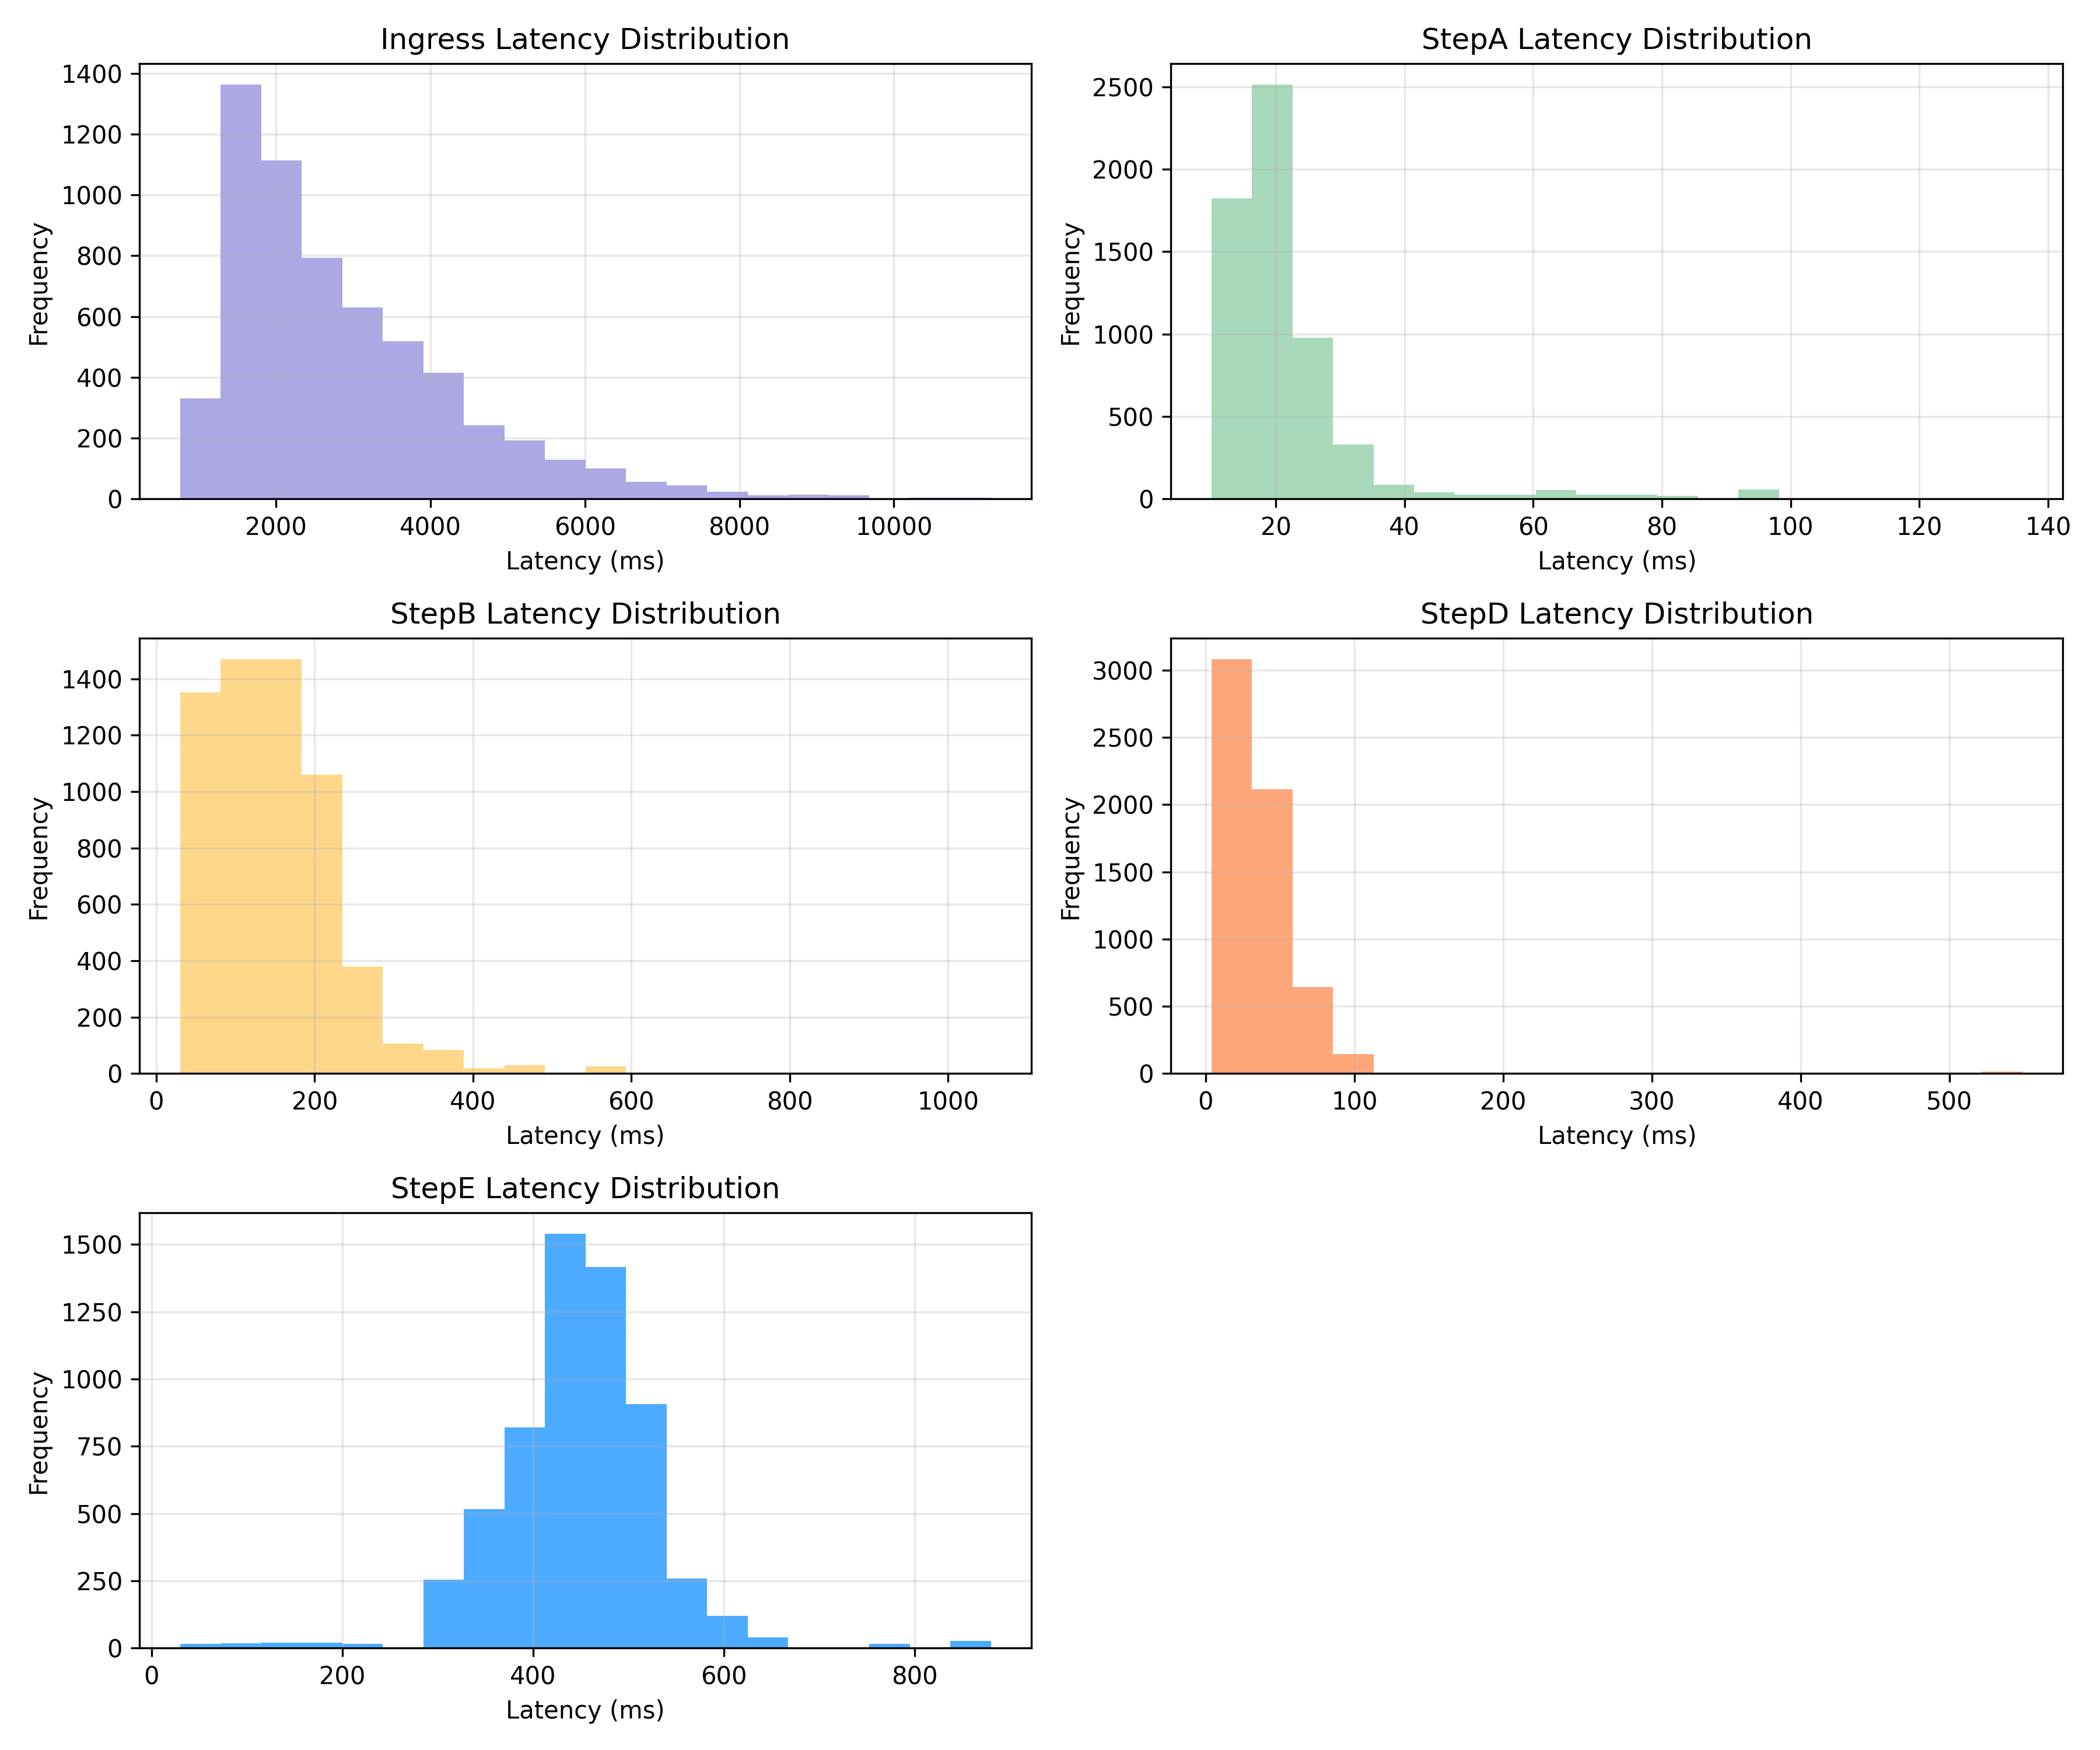 Ingress Latency Distribution
1400
1200
1000
800
600
400
200
0
Frequency
2000 4000 6000 8000 10000
Latency (ms)
StepA Latency Distribution
2500
2000
1500
1000
500
0
Frequency
20 40 60 80 100 120 140
Latency (ms)
StepB Latency Distribution
1400
1200
1000
800
600
400
200
0
Frequency
0 200 400 600 800 1000
Latency (ms)
StepD Latency Distribution
3000
2500
2000
1500
1000
500
0
Frequency
0 100 200 300 400 500
Latency (ms)
StepE Latency Distribution
1500
1250
1000
750
500
250
0
Frequency
0 200 400 600 800
Latency (ms)